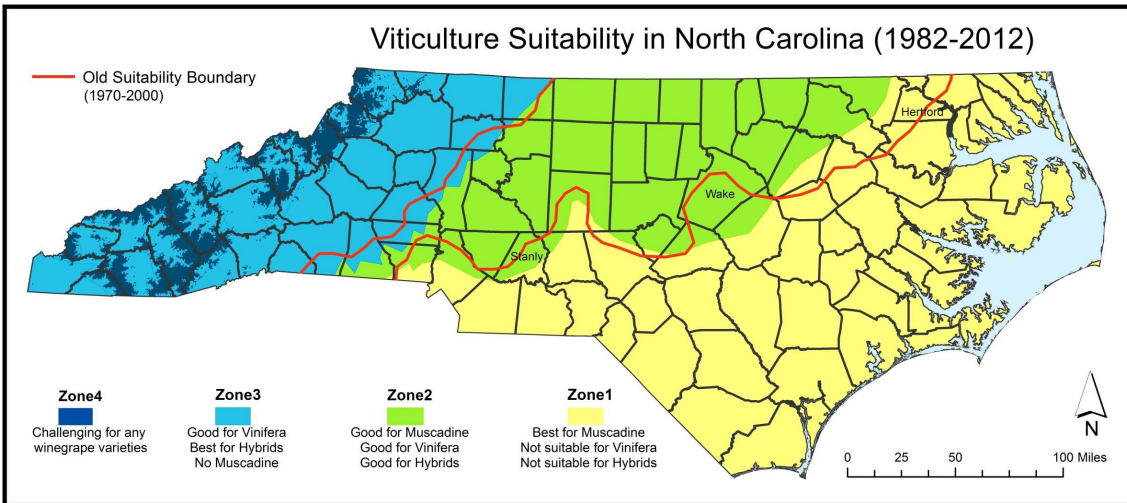 Viticulture Suitability in North Carolina (1982-2012)
Old Suitability Boundary
(1970-2000)
Hertford
Wake
Stanly
Zone4
Challenging for any
winegrape varieties
Zone3
Good for Vinifera
Best for Hybrids
No Muscadine
Zone2
Good for Muscadine
Good for Vinifera
Good for Hybrids
Zone1
Best for Muscadine
Not suitable for Vinifera
Not suitable for Hybrids
N
0 25 50 100 Miles